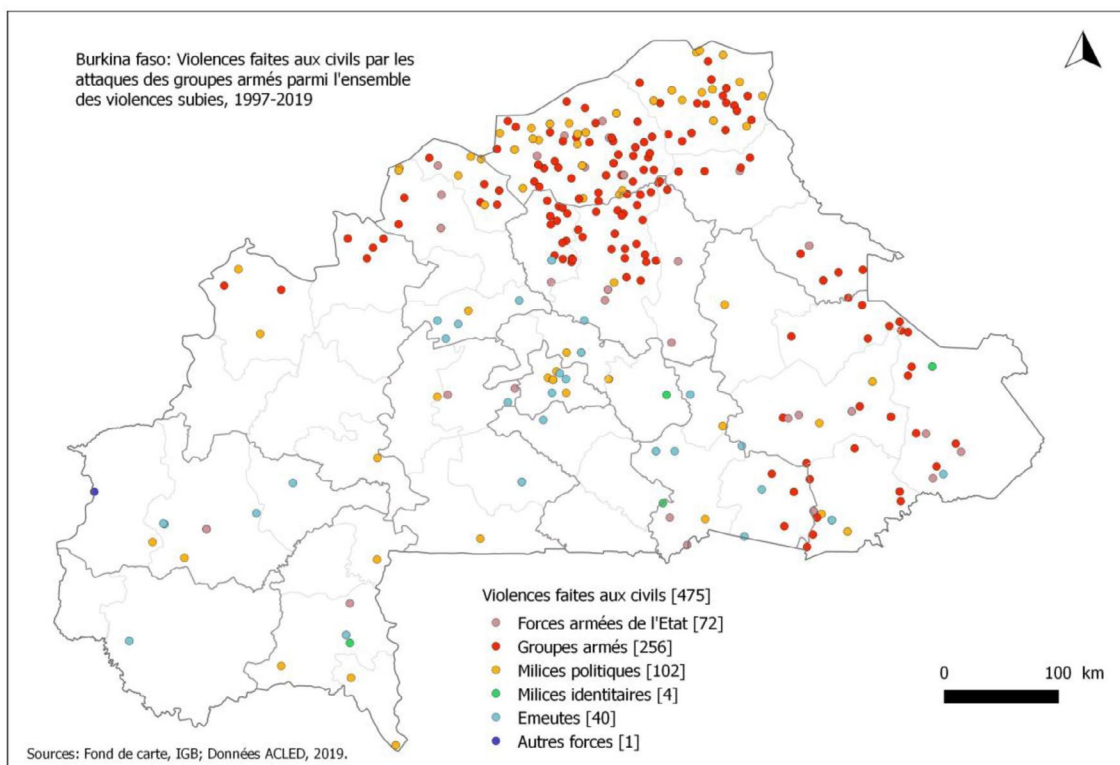 Burkina faso: Violences faites aux civils par les
attaques des groupes armés parmi l'ensemble
des violences subies, 1997-2019
Violences faites aux civils [475]
Forces armées de l'Etat [72]
Groupes armés [256]
Milices politiques [102]
Milices identitaires [4]
Emeutes [40]
Autres forces [1]
0 100 km
Sources: Fond de carte, IGB; Données ACLED, 2019.